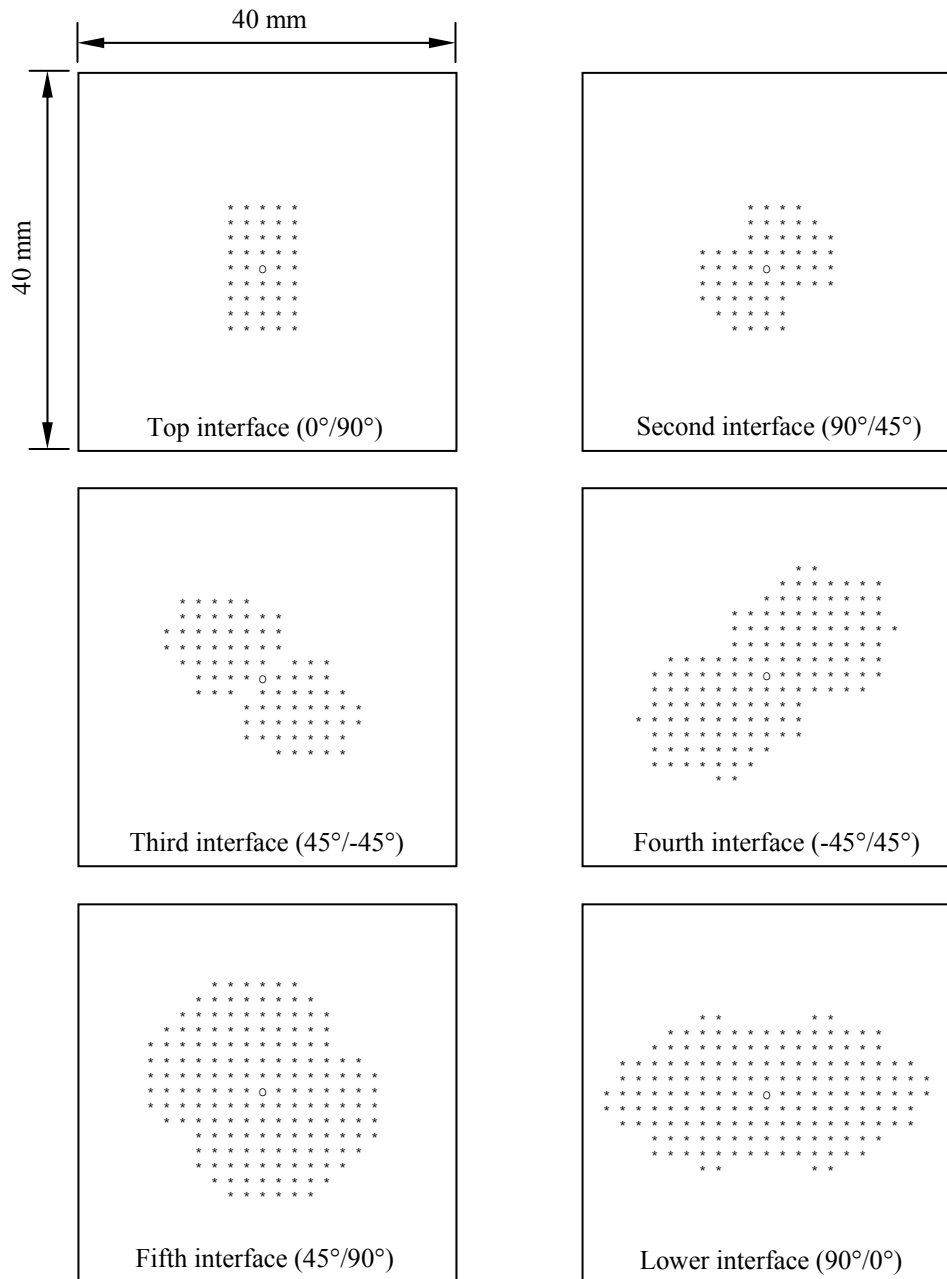 40 mm
40 mm
Top interface (0°/90°)
Second interface (90°/45°)
Third interface (45°/-45°)
Fourth interface (-45°/45°)
Fifth interface (45°/90°)
Lower interface (90°/0°)